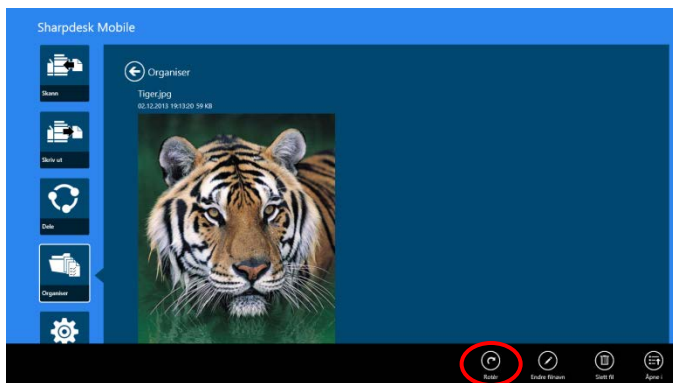 Sharpdesk Mobile
Skann
Skriv ut
Dele
Organiser
Organiser
Tiger.jpg
02.12.2013 19:13:20 59 KB
Rotér
Endre filnavn
Slett fil
Åpne i